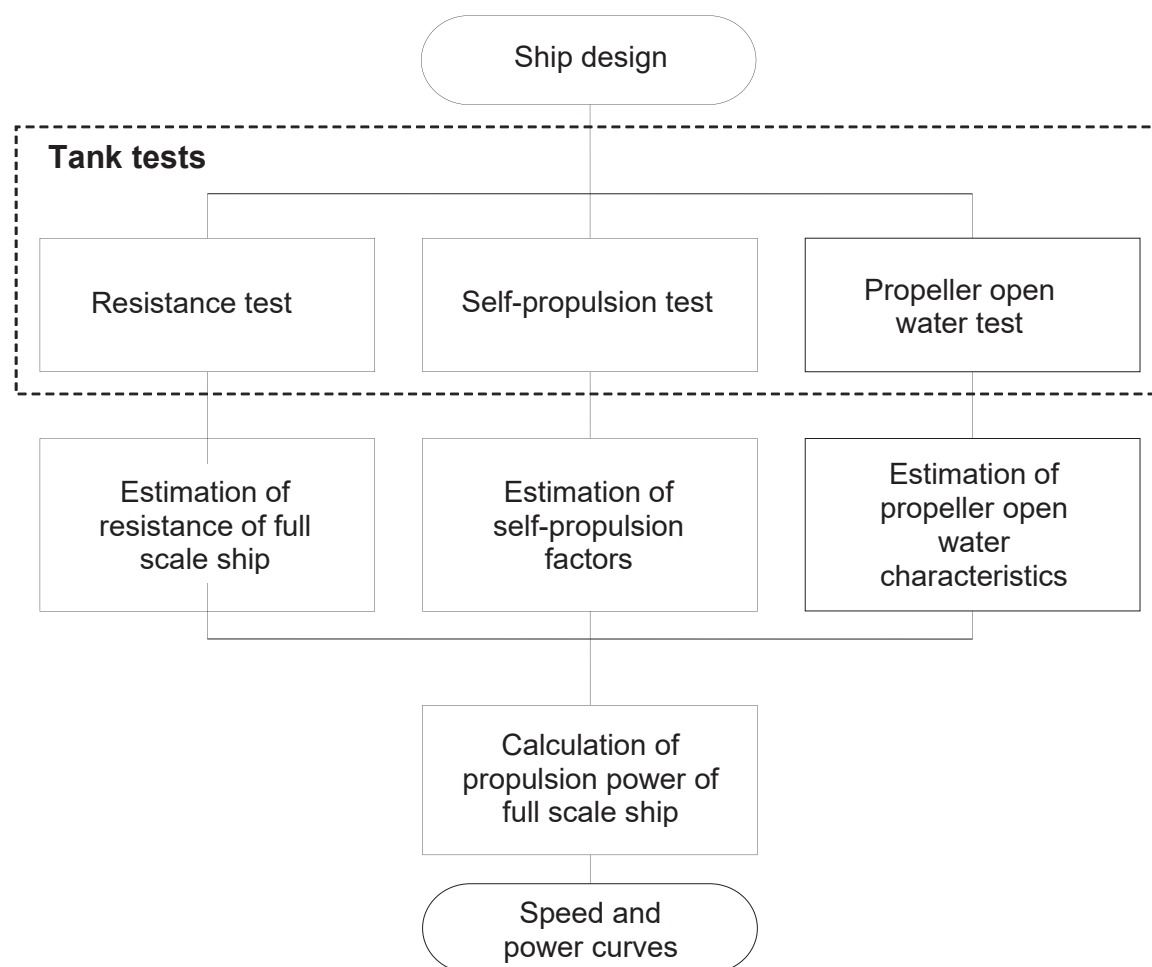 Ship design
Tank tests
Resistance test
Self-propulsion test
Propeller open
water test
Estimation of
resistance of full
scale ship
Estimation of
self-propulsion
factors
Estimation of
propeller open
water
characteristics
Calculation of
propulsion power of
full scale ship
Speed and
power curves